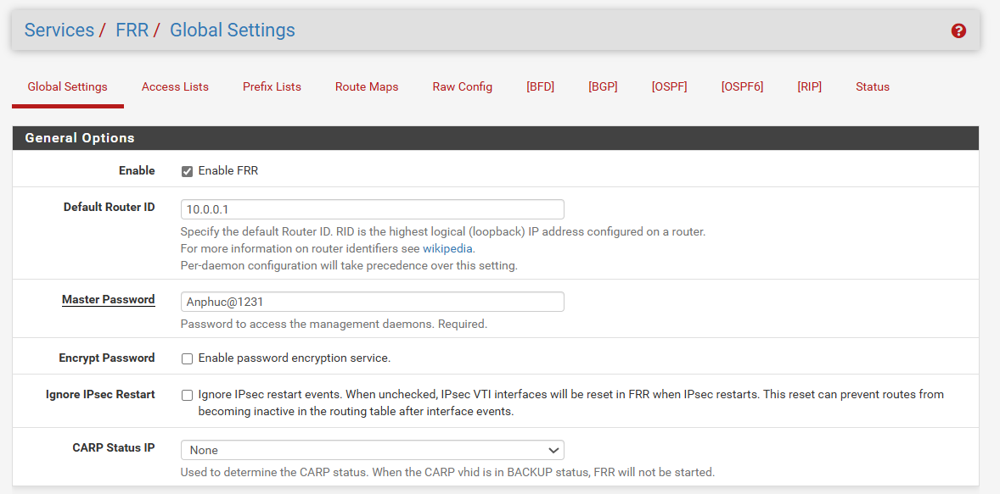 Services / FRR / Global Settings
Global Settings Access Lists Prefix Lists Route Maps Raw Config [BFD] [BGP] [OSPF] [OSPF6] [RIP] Status
General Options
Enable Enable FRR
Default Router ID 10.0.0.1
Specify the default Router ID. RID is the highest logical (loopback) IP address configured on a router.
For more information on router identifiers see wikipedia.
Per-daemon configuration will take precedence over this setting.
Master Password Anphuc@1231
Password to access the management daemons. Required.
Encrypt Password Enable password encryption service.
Ignore IPsec Restart Ignore IPsec restart events. When unchecked, IPsec VTI interfaces will be reset in FRR when IPsec restarts. This reset can prevent routes from
becoming inactive in the routing table after interface events.
CARP Status IP None
Used to determine the CARP status. When the CARP vhid is in BACKUP status, FRR will not be started.